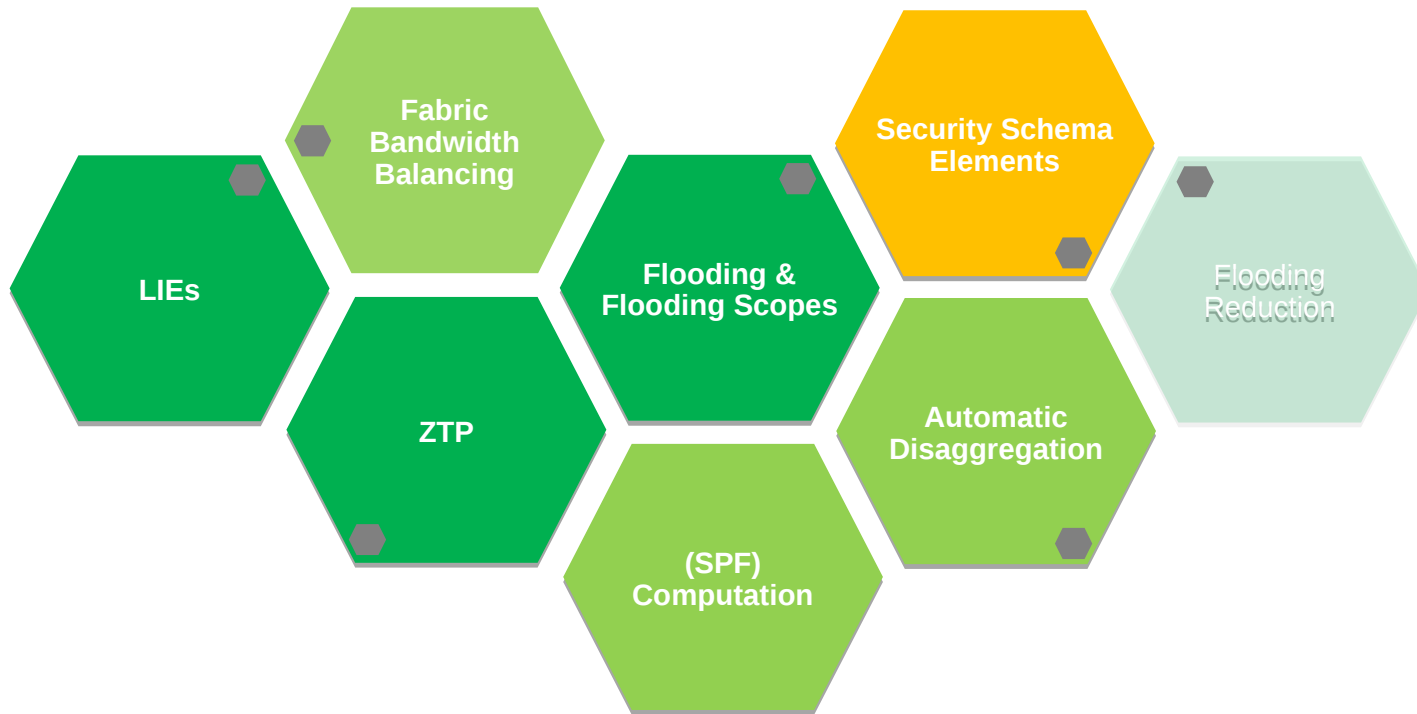 Fabric
Bandwidth
Balancing
Security Schema
Elements
LIEs
Flooding &
Flooding Scopes
Flooding
Reduction
ZTP
Automatic
Disaggregation
(SPF)
Computation